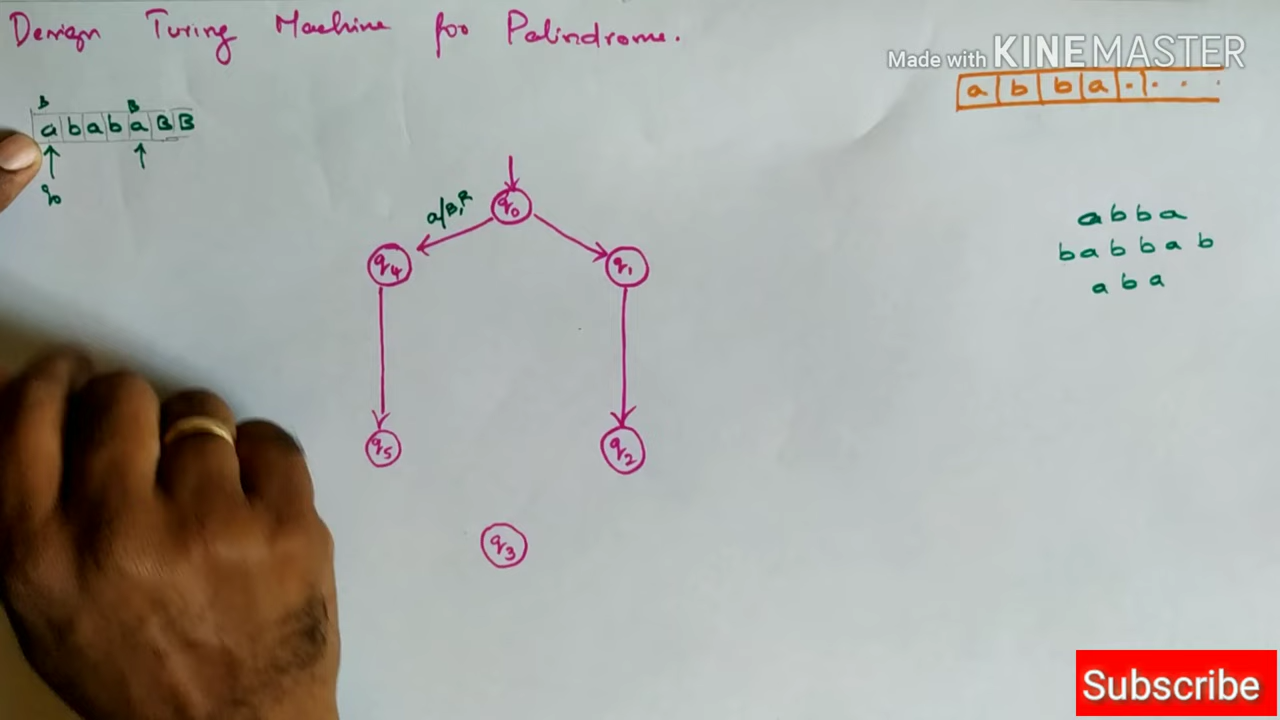 Design Turing Machine for Palindrome.
Made with KINEMASTER
a b b a . . . .
B B
a b a b a B B
q0
a/B,R
q0
q4
q1
q5
q2
q3
a b b a
b a b b a b
a b a
Subscribe